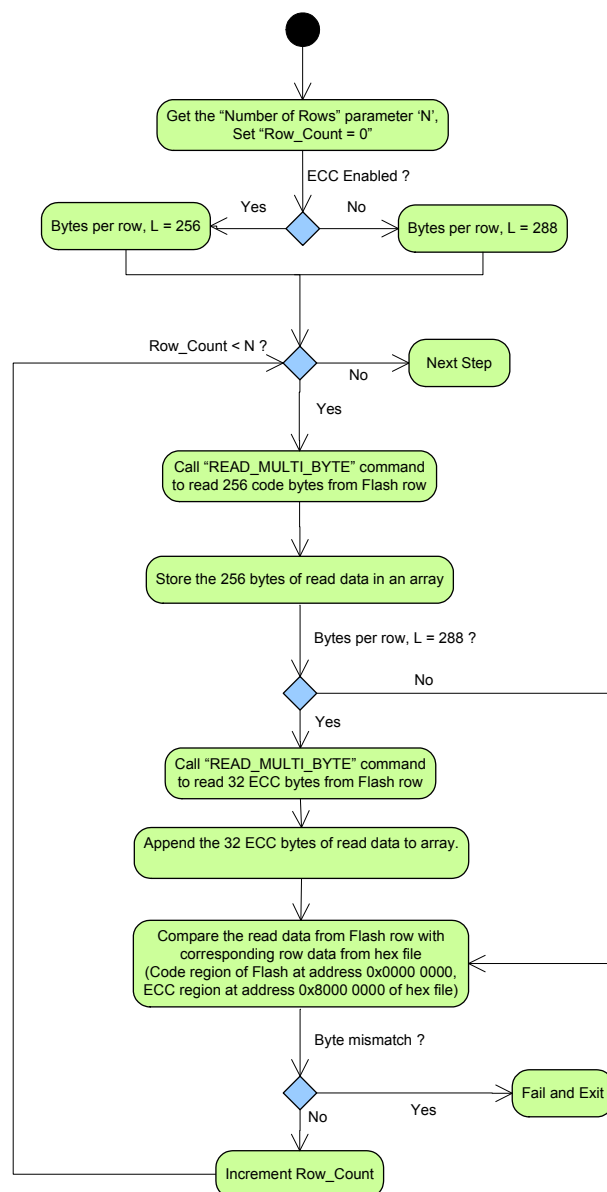 Get the “Number of Rows” parameter ‘N’,
Set “Row_Count = 0”
ECC Enabled ?
Yes
No
Bytes per row, L = 256
Bytes per row, L = 288
Row_Count < N ?
No
Next Step
Yes
Call “READ_MULTI_BYTE” command
to read 256 code bytes from Flash row
Store the 256 bytes of read data in an array
Bytes per row, L = 288 ?
No
Yes
Call “READ_MULTI_BYTE” command
to read 32 ECC bytes from Flash row
Append the 32 ECC bytes of read data to array.
Compare the read data from Flash row with
corresponding row data from hex file
(Code region of Flash at address 0x0000 0000,
ECC region at address 0x8000 0000 of hex file)
Byte mismatch ?
Fail and Exit
No
Yes
Increment Row_Count